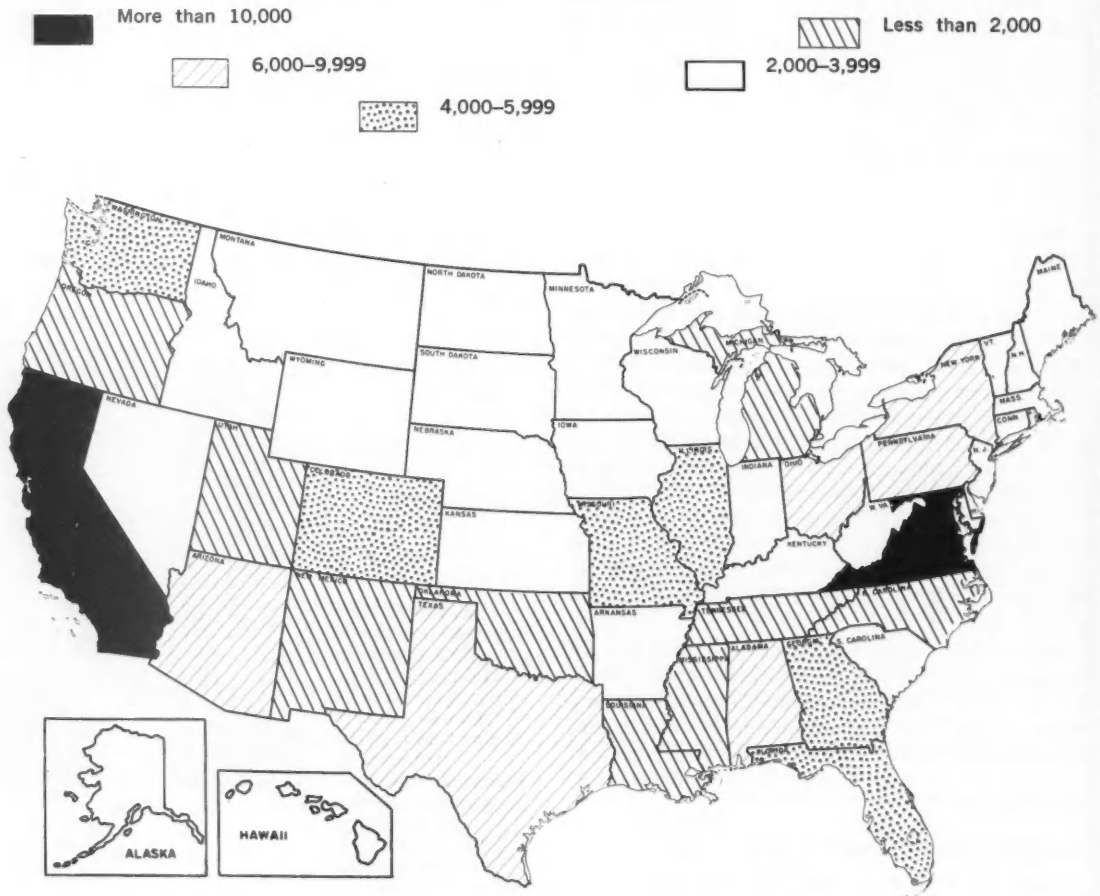 More than 10,000
Less than 2,000
6,000–9,999
2,000–3,999
4,000–5,999
WASHINGTON
MONTANA
NORTH DAKOTA
MINNESOTA
MAINE
OREGON
IDAHO
WISCONSIN
MICHIGAN
NEW YORK
VT.
N.H.
SOUTH DAKOTA
WYOMING
MASS.
CONN.
NEVADA
UTAH
NEBRASKA
IOWA
ILLINOIS
INDIANA
OHIO
PENNSYLVANIA
N.J.
COLORADO
KANSAS
MISSOURI
W. VA.
KENTUCKY
ARIZONA
NEW MEXICO
OKLAHOMA
TEXAS
ARKANSAS
TENNESSEE
N. CAROLINA
S. CAROLINA
MISSISSIPPI
ALABAMA
GEORGIA
LOUISIANA
FLORIDA
ALASKA
HAWAII